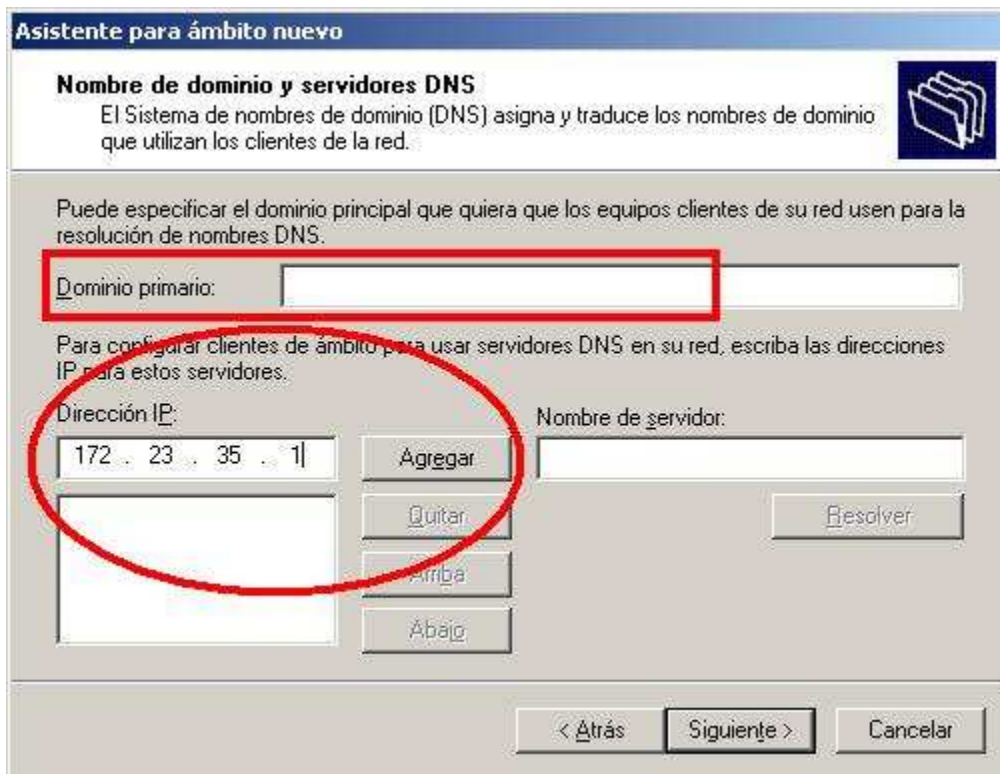 Asistente para ámbito nuevo
Nombre de dominio y servidores DNS
El Sistema de nombres de dominio (DNS) asigna y traduce los nombres de dominio
que utilizan los clientes de la red.
Puede especificar el dominio principal que quiera que los equipos clientes de su red usen para la
resolución de nombres DNS.
Dominio primario:
Para configurar clientes de ámbito para usar servidores DNS en su red, escriba las direcciones
IP para estos servidores.
Dirección IP:
Nombre de servidor:
172 . 23 . 35 . 1
Agregar
Quitar
Resolver
Arriba
Abajo
< Atrás
Siguiente >
Cancelar